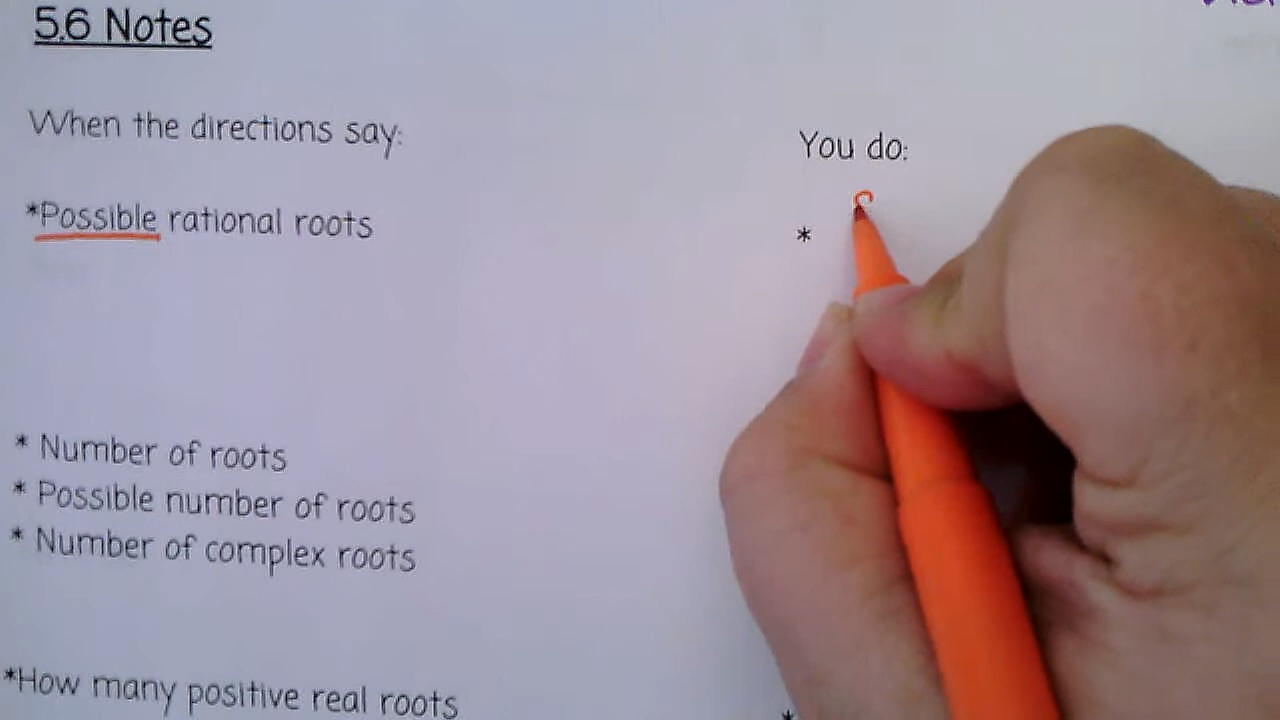 5.6 Notes
When the directions say:
You do:
*Possible rational roots
*
* Number of roots
* Possible number of roots
* Number of complex roots
*How many positive real roots
*